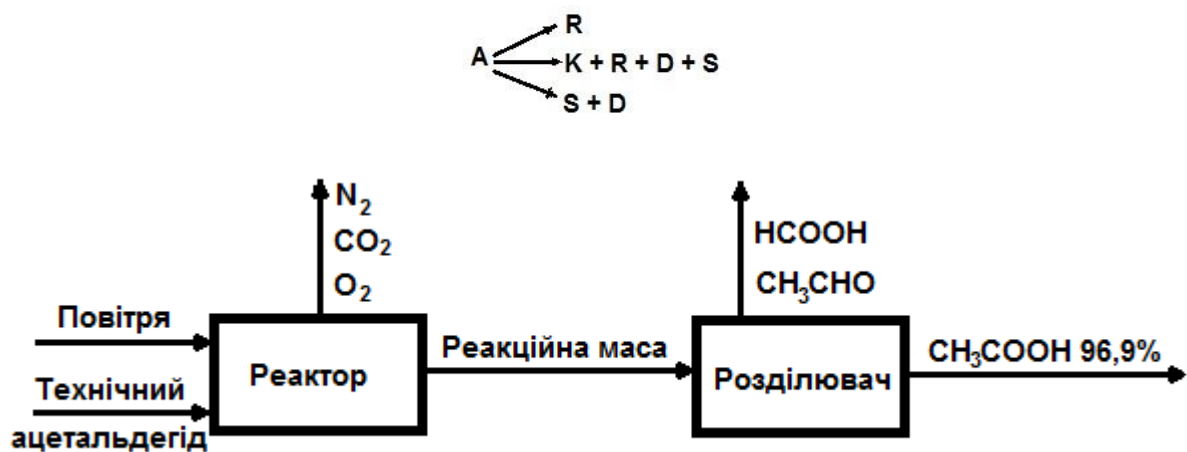 R
A
K + R + D + S
S + D
N₂
CO₂
O₂
HCOOH
CH₃CHO
Повітря
Технічний
ацетальдегід
Реактор
Реакційна маса
Розділювач
CH₃COOH 96,9%